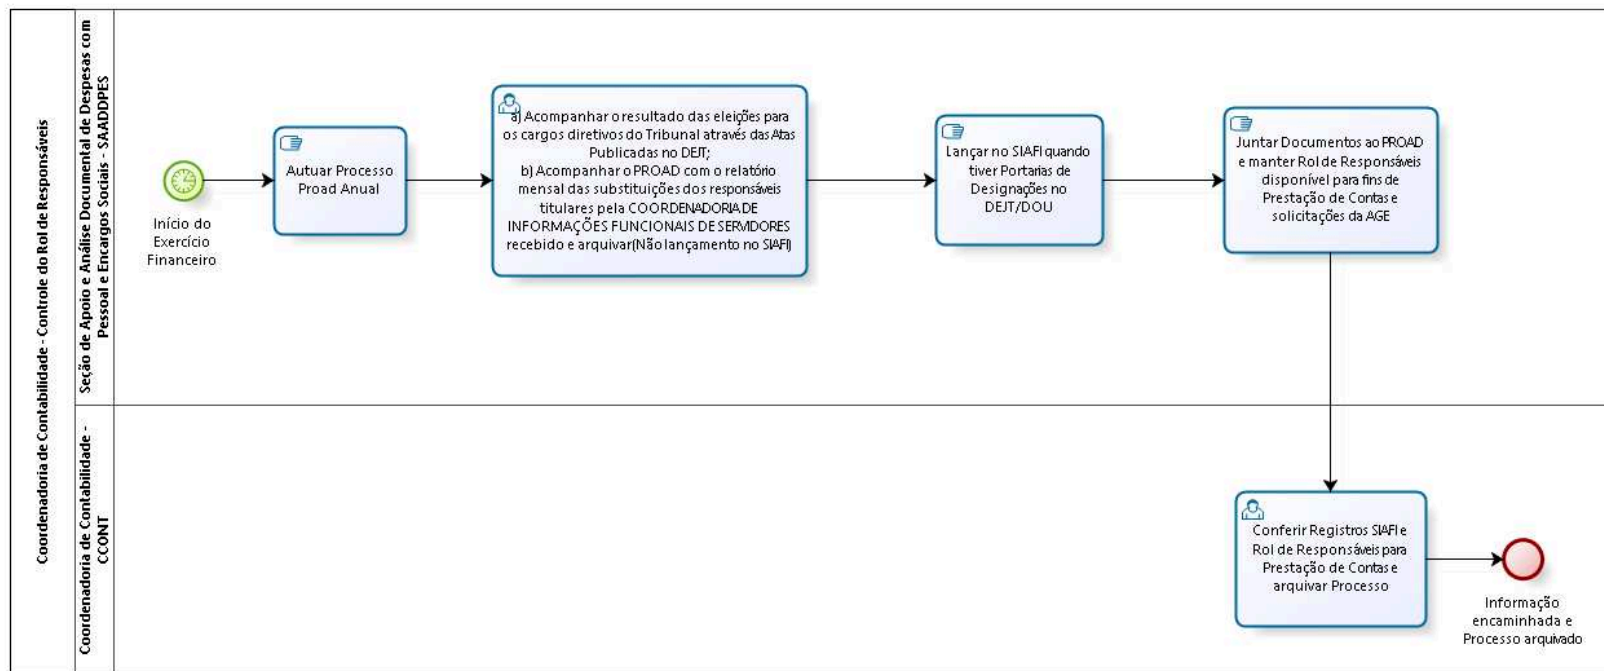 Coordenadoria de Contabilidade - Controle do Rol de Responsáveis
Seção de Apoio e Análise Documental de Despesas com
Pessoal e Encargos Sociais - SAADDPES
Início do
Exercício
Financeiro
Autuar Processo
Proad Anual
a) Acompanhar o resultado das eleições para
os cargos diretivos do Tribunal através das Atas
Publicadas no DEJT;
b) Acompanhar o PROAD com o relatório
mensal das substituições dos responsáveis
titulares pela COORDENADORIA DE
INFORMAÇÕES FUNCIONAIS DE SERVIDORES
recebido e arquivar(Não lançamento no SIAFI)
Lançar no SIAFI quando
tiver Portarias de
Designações no
DEJT/DOU
Juntar Documentos ao PROAD
e manter Rol de Responsáveis
disponível para fins de
Prestação de Contas e
solicitações da AGE
Coordenadoria de Contabilidade -
CCONT
Conferir Registros SIAFI e
Rol de Responsáveis para
Prestação de Contas e
arquivar Processo
Informação
encaminhada e
Processo arquivado